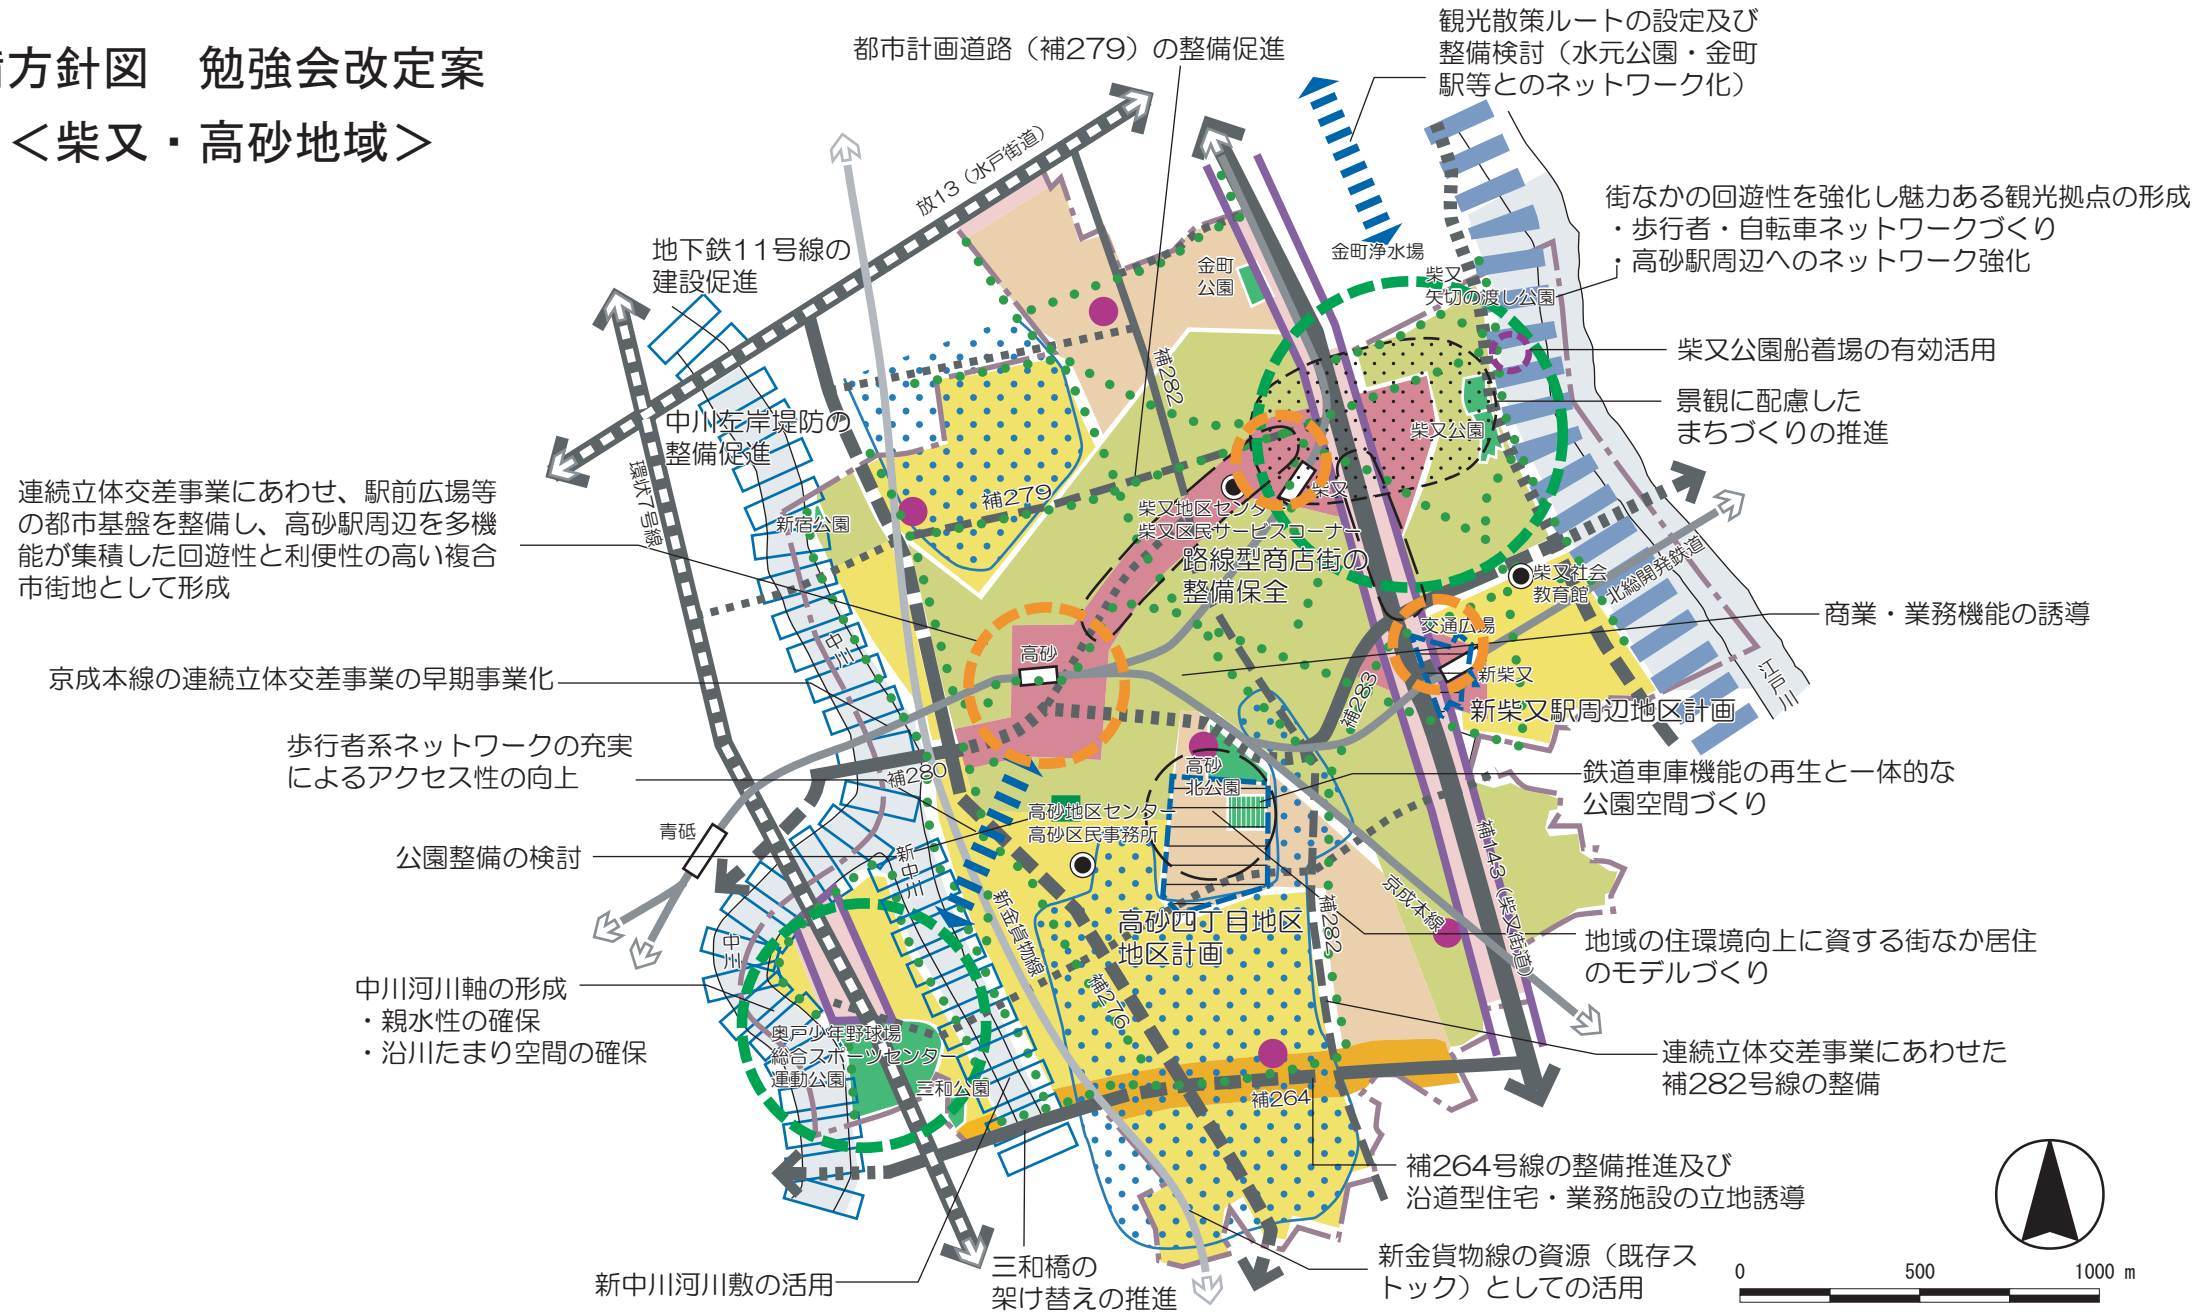 方針図　勉強会改定案
＜柴又・高砂地域＞
都市計画道路（補279）の整備促進
観光散策ルートの設定及び
整備検討（水元公園・金町
駅等とのネットワーク化）
街なかの回遊性を強化し魅力ある観光拠点の形成
・歩行者・自転車ネットワークづくり
・高砂駅周辺へのネットワーク強化
放13（水戸街道）
地下鉄11号線の
建設促進
金町
公園
金町浄水場
柴又
矢切の渡し公園
柴又公園船着場の有効活用
景観に配慮した
まちづくりの推進
補282
中川左岸堤防の
整備促進
柴又公園
環状7号線
連続立体交差事業にあわせ、駅前広場等
の都市基盤を整備し、高砂駅周辺を多機
能が集積した回遊性と利便性の高い複合
市街地として形成
補279
新宿公園
柴又
柴又地区センター
柴又区民サービスコーナー
路線型商店街の
整備保全
柴又社会
教育館
北総開発鉄道
商業・業務機能の誘導
交通広場
中川
高砂
京成本線の連続立体交差事業の早期事業化
新柴又
江戸川
補283
新柴又駅周辺地区計画
歩行者系ネットワークの充実
によるアクセス性の向上
補280
高砂
北公園
鉄道車庫機能の再生と一体的な
公園空間づくり
高砂地区センター
高砂区民事務所
青砥
公園整備の検討
新中川
補143（柴又街道）
京成本線
新金貨物線
高砂四丁目地区
地区計画
補282
地域の住環境向上に資する街なか居住
のモデルづくり
中川
中川河川軸の形成
・親水性の確保
・沿川たまり空間の確保
補276
奥戸少年野球場
総合スポーツセンター
運動公園
三和公園
連続立体交差事業にあわせた
補282号線の整備
補264
補264号線の整備推進及び
沿道型住宅・業務施設の立地誘導
新中川河川敷の活用
三和橋の
架け替えの推進
新金貨物線の資源（既存ス
トック）としての活用
0 500 1000 m